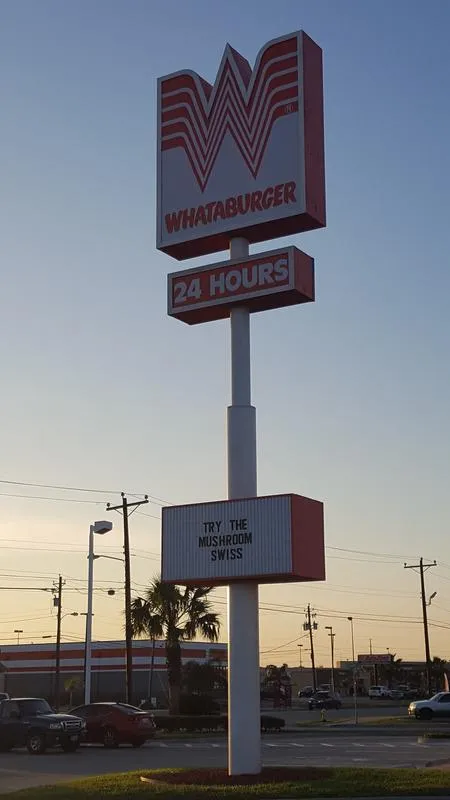 WHATABURGER
24 HOURS
TRY THE
MUSHROOM
SWISS